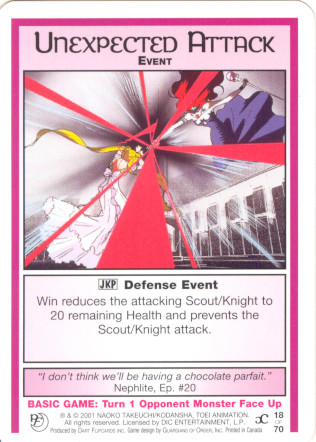 UNEXPECTED ATTACK
EVENT
JKP Defense Event
Win reduces the attacking Scout/Knight to
20 remaining Health and prevents the
Scout/Knight attack.
"I don't think we'll be having a chocolate parfait."
Nephlite, Ep. #20
BASIC GAME: Turn 1 Opponent Monster Face Up
® & © 2001 NAOKO TAKEUCHI/KODANSHA, TOEI ANIMATION.
All rights reserved. Licensed by DIC ENTERTAINMENT, L.P.
Produced by DART FLIPCARDS INC. Game design by GUARDIANS OF ORDER, INC. Printed in Canada
18
OF
70